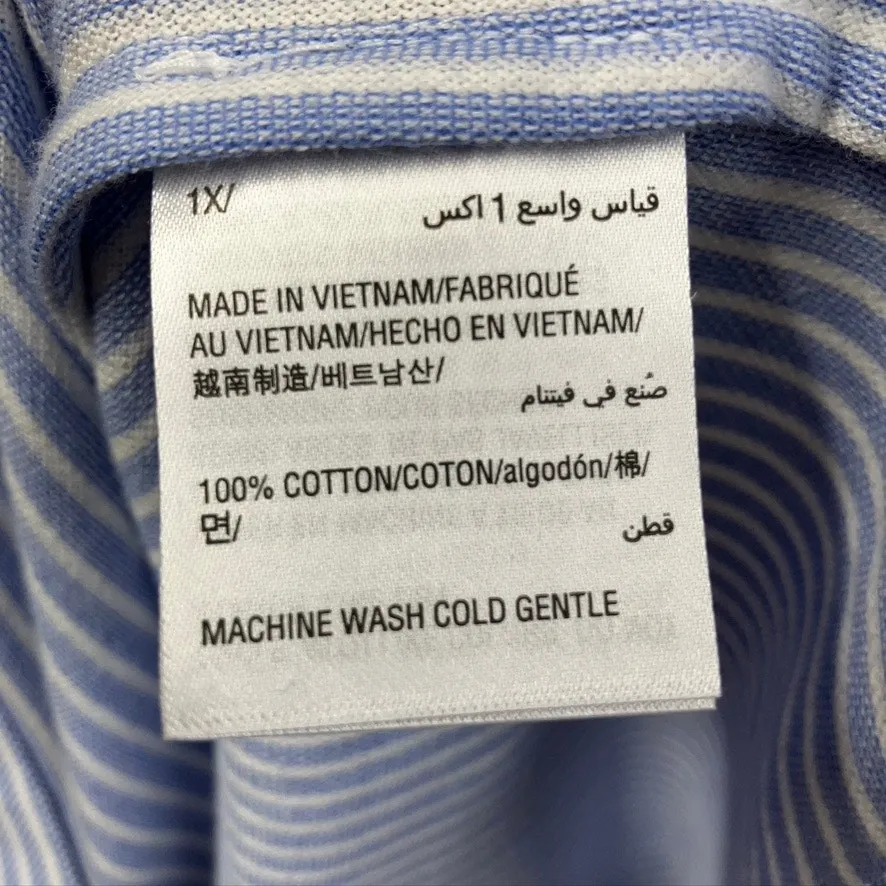 1X/ قياس واسع 1 اكس
MADE IN VIETNAM/FABRIQUÉ
AU VIETNAM/HECHO EN VIETNAM/
越南制造/베트남산/
صُنع في فيتنام
100% COTTON/COTON/algodón/棉/
면/ قطن
MACHINE WASH COLD GENTLE